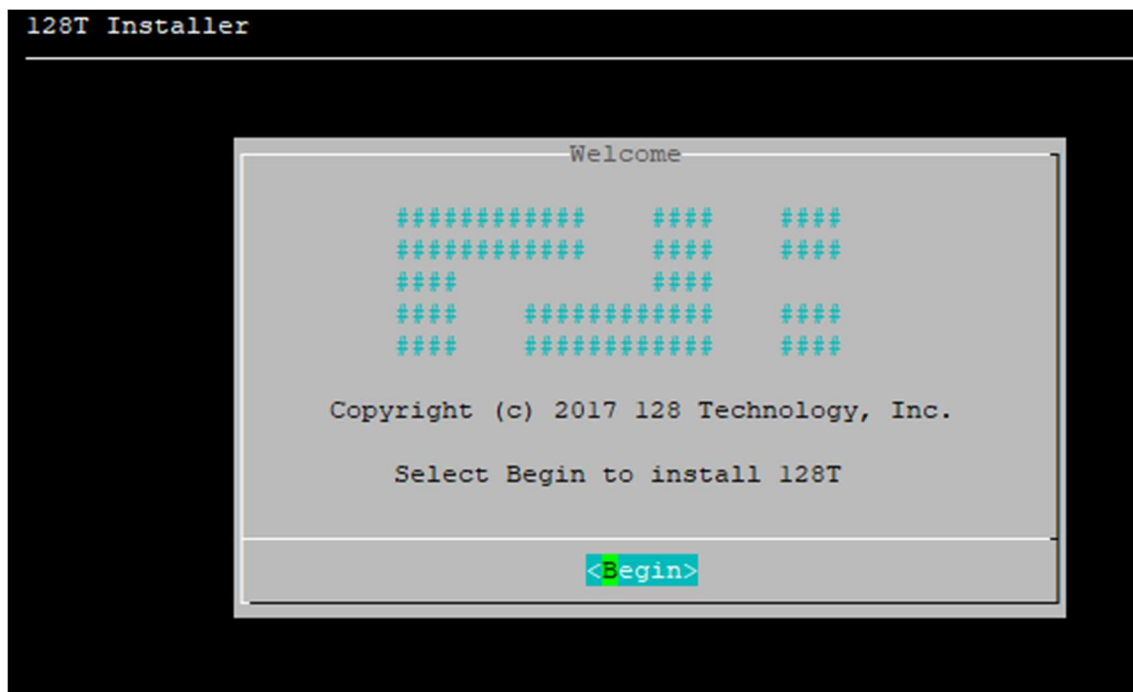 128T Installer
Welcome
############    ####    ####
############    ####    ####
####            ####
####    ############    ####
####    ############    ####
Copyright (c) 2017 128 Technology, Inc.
Select Begin to install 128T
<Begin>